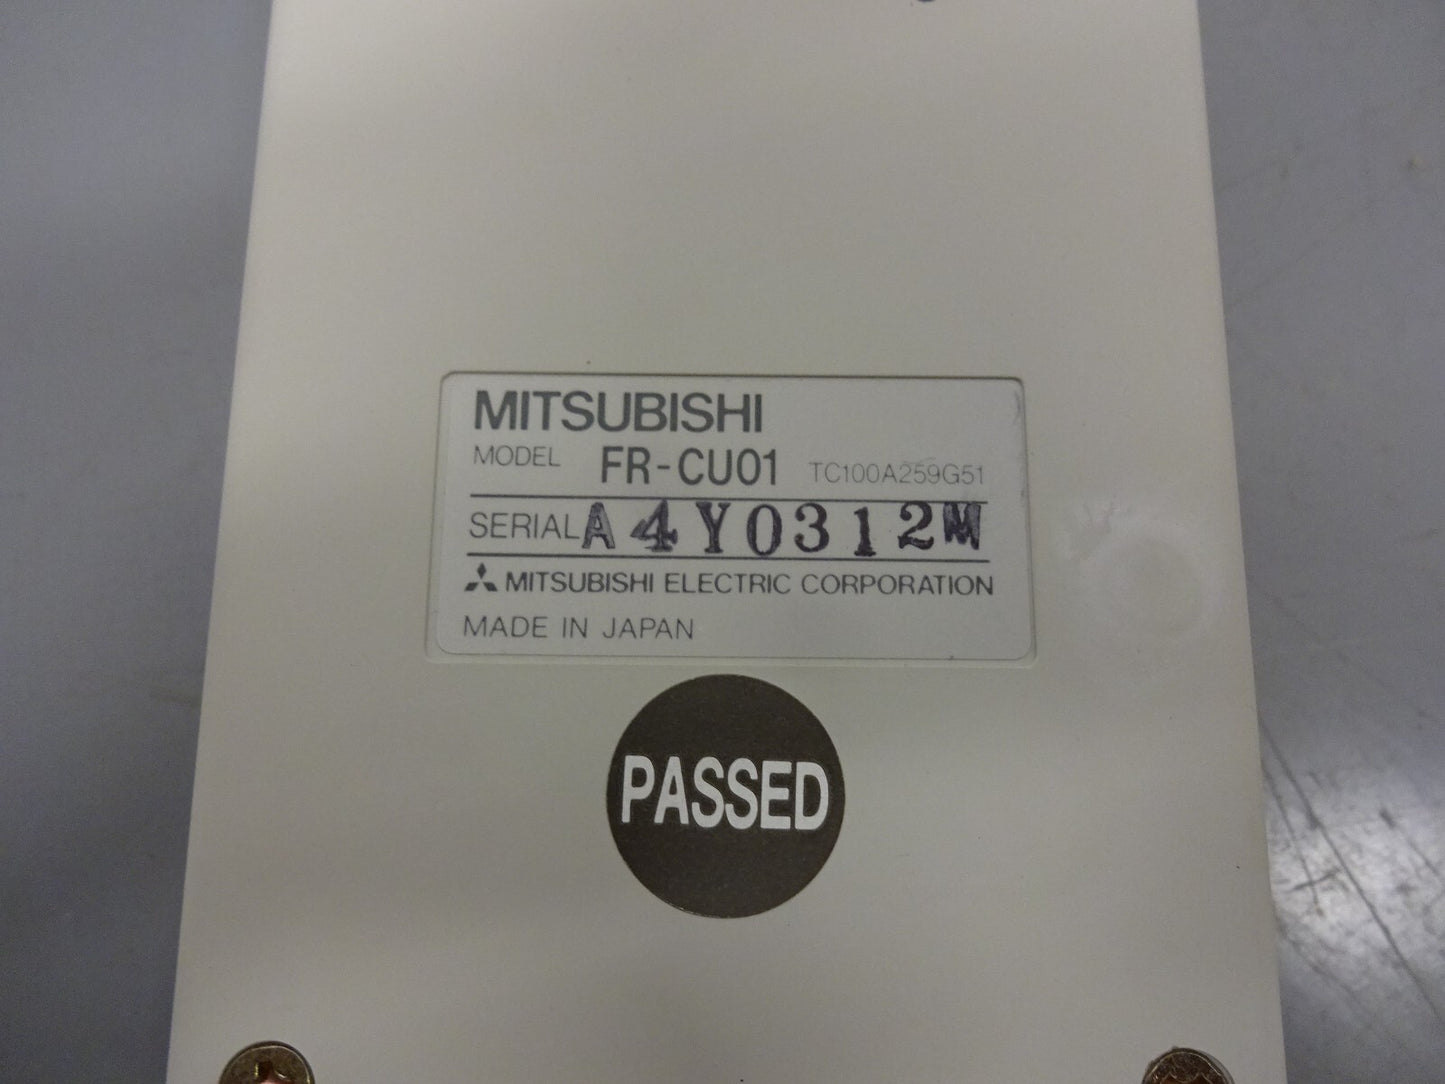 MITSUBISHI
MODEL FR-CU01 TC100A259G51
SERIAL A4Y0312M
MITSUBISHI ELECTRIC CORPORATION
MADE IN JAPAN
PASSED